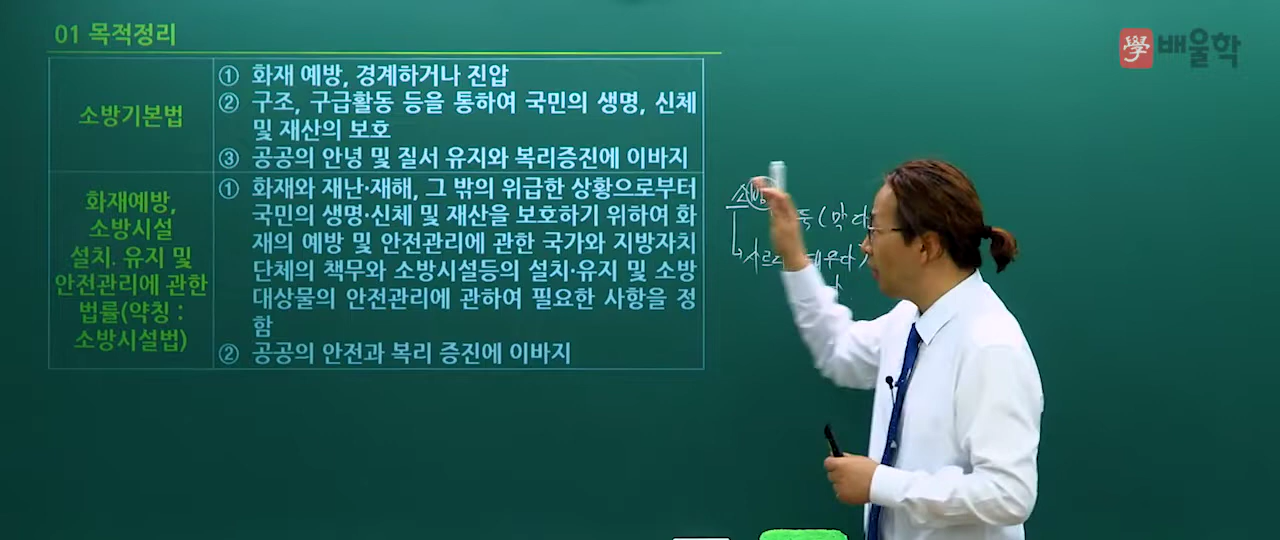 01 목적정리
學 배울학
소방기본법
① 화재 예방, 경계하거나 진압
② 구조, 구급활동 등을 통하여 국민의 생명, 신체
및 재산의 보호
③ 공공의 안녕 및 질서 유지와 복리증진에 이바지
화재예방,
소방시설
설치. 유지 및
안전관리에 관한
법률(약칭 :
소방시설법)
① 화재와 재난·재해, 그 밖의 위급한 상황으로부터
국민의 생명·신체 및 재산을 보호하기 위하여 화
재의 예방 및 안전관리에 관한 국가와 지방자치
단체의 책무와 소방시설등의 설치·유지 및 소방
대상물의 안전관리에 관하여 필요한 사항을 정
함
② 공공의 안전과 복리 증진에 이바지
소방